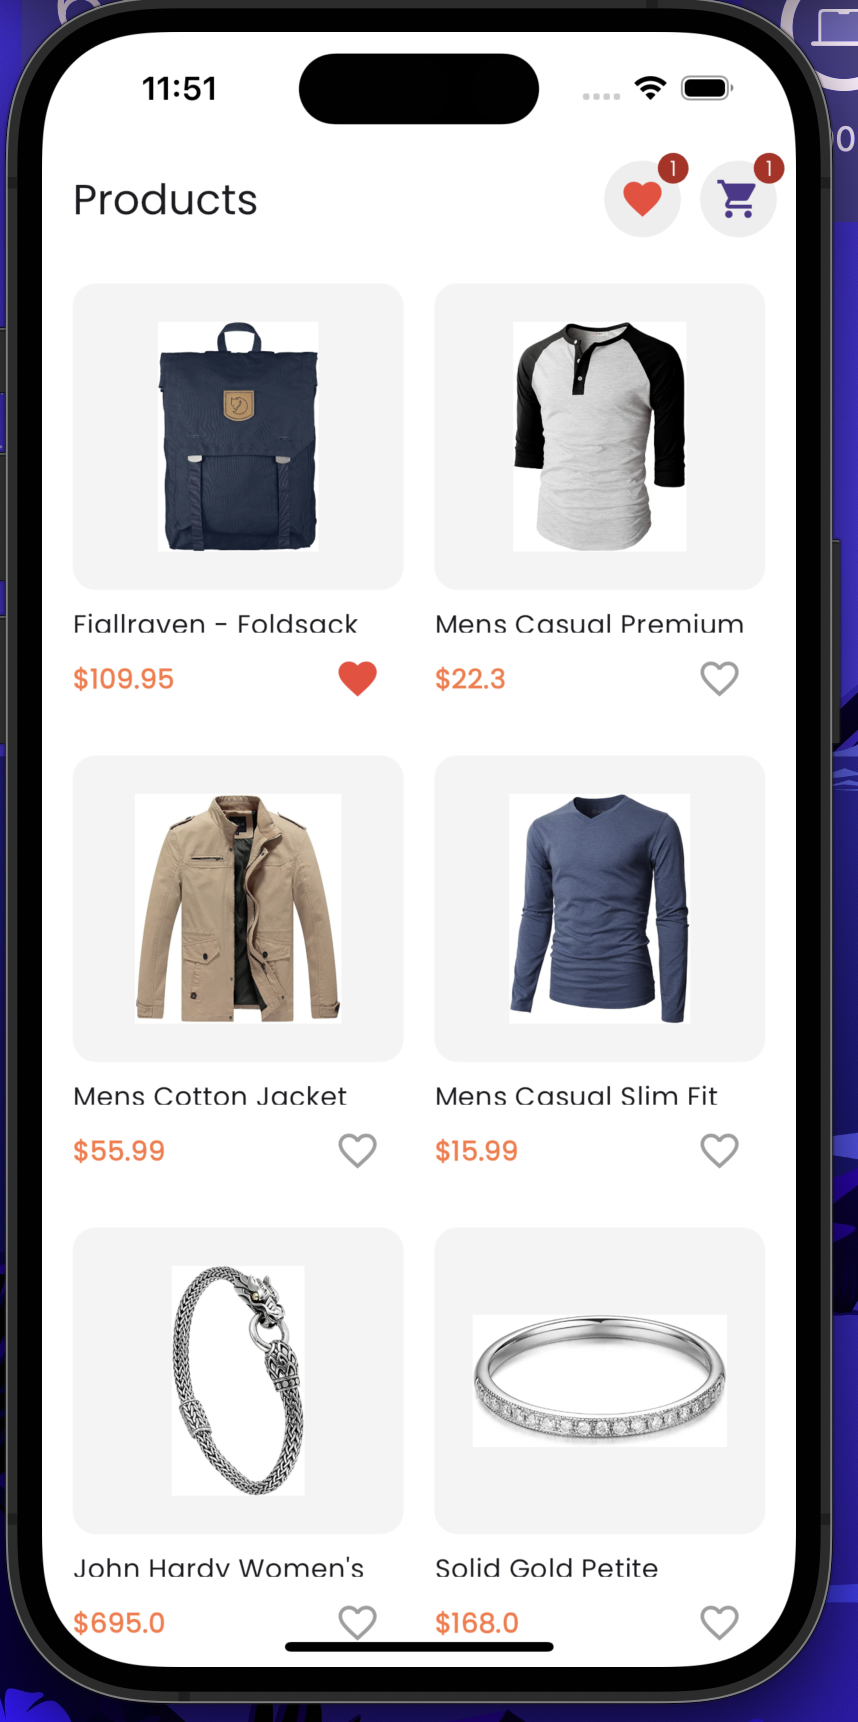 11:51
Products
1
1
Fjallraven - Foldsack
Mens Casual Premium
$109.95
$22.3
Mens Cotton Jacket
Mens Casual Slim Fit
$55.99
$15.99
John Hardy Women's
Solid Gold Petite
$695.0
$168.0